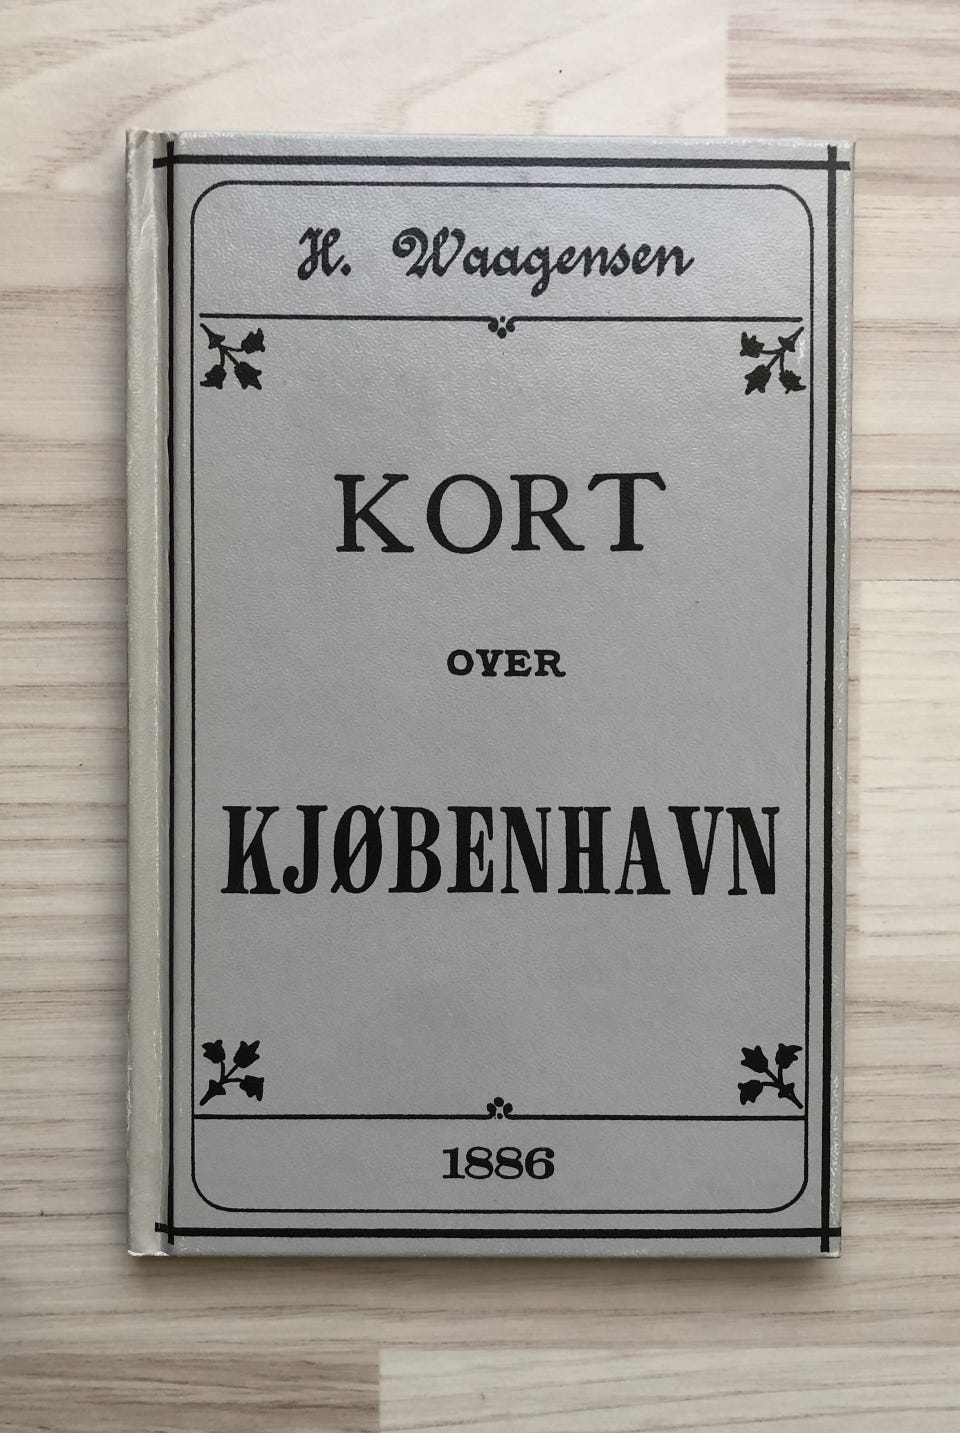 H. Waagensen
KORT
OVER
KJØBENHAVN
1886